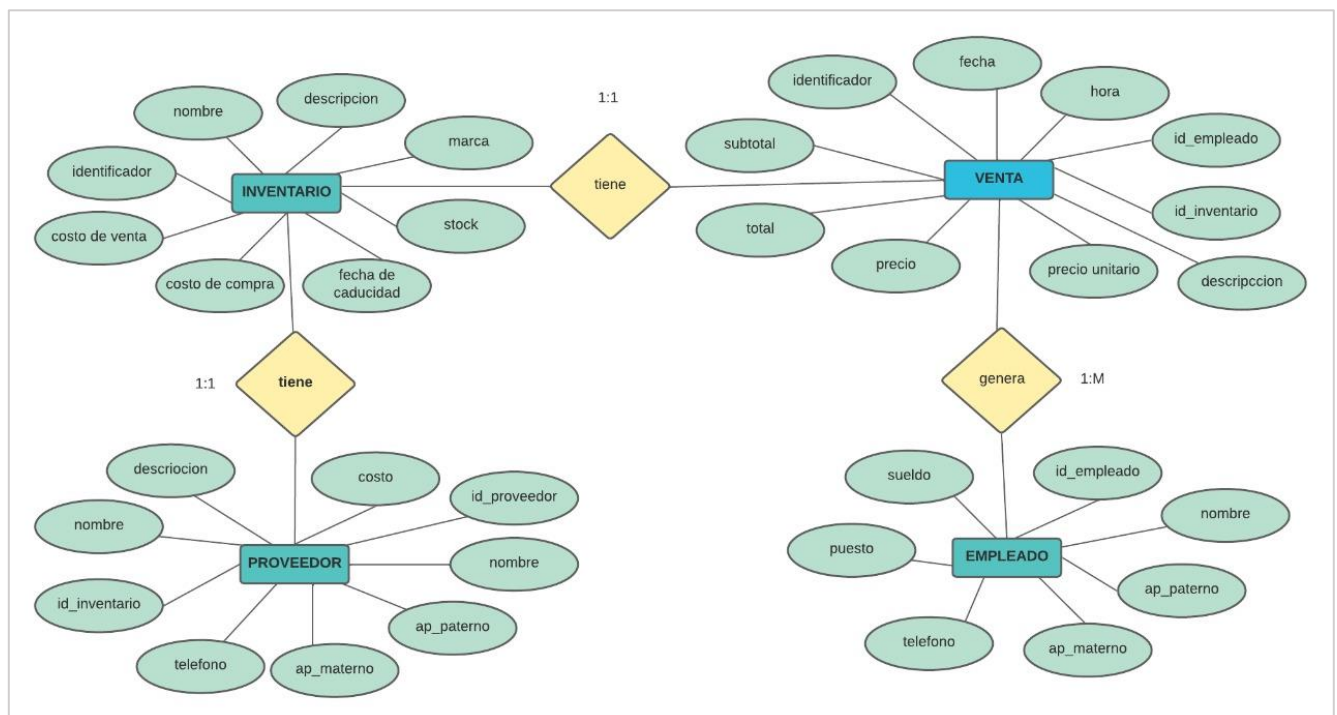 fecha
identificador
hora
descripcion
nombre
1:1
marca
subtotal
id_empleado
identificador
INVENTARIO
tiene
VENTA
id_inventario
costo de venta
stock
total
precio
precio unitario
descripccion
costo de compra
fecha de
caducidad
1:1
tiene
genera
1:M
descriocion
costo
sueldo
id_empleado
id_proveedor
nombre
nombre
puesto
PROVEEDOR
nombre
EMPLEADO
ap_paterno
id_inventario
ap_paterno
telefono
ap_materno
telefono
ap_materno